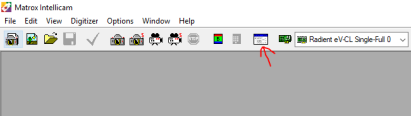 Matrox Intellicam
File Edit View Digitizer Options Window Help
Radient eV-CL Single-Full 0